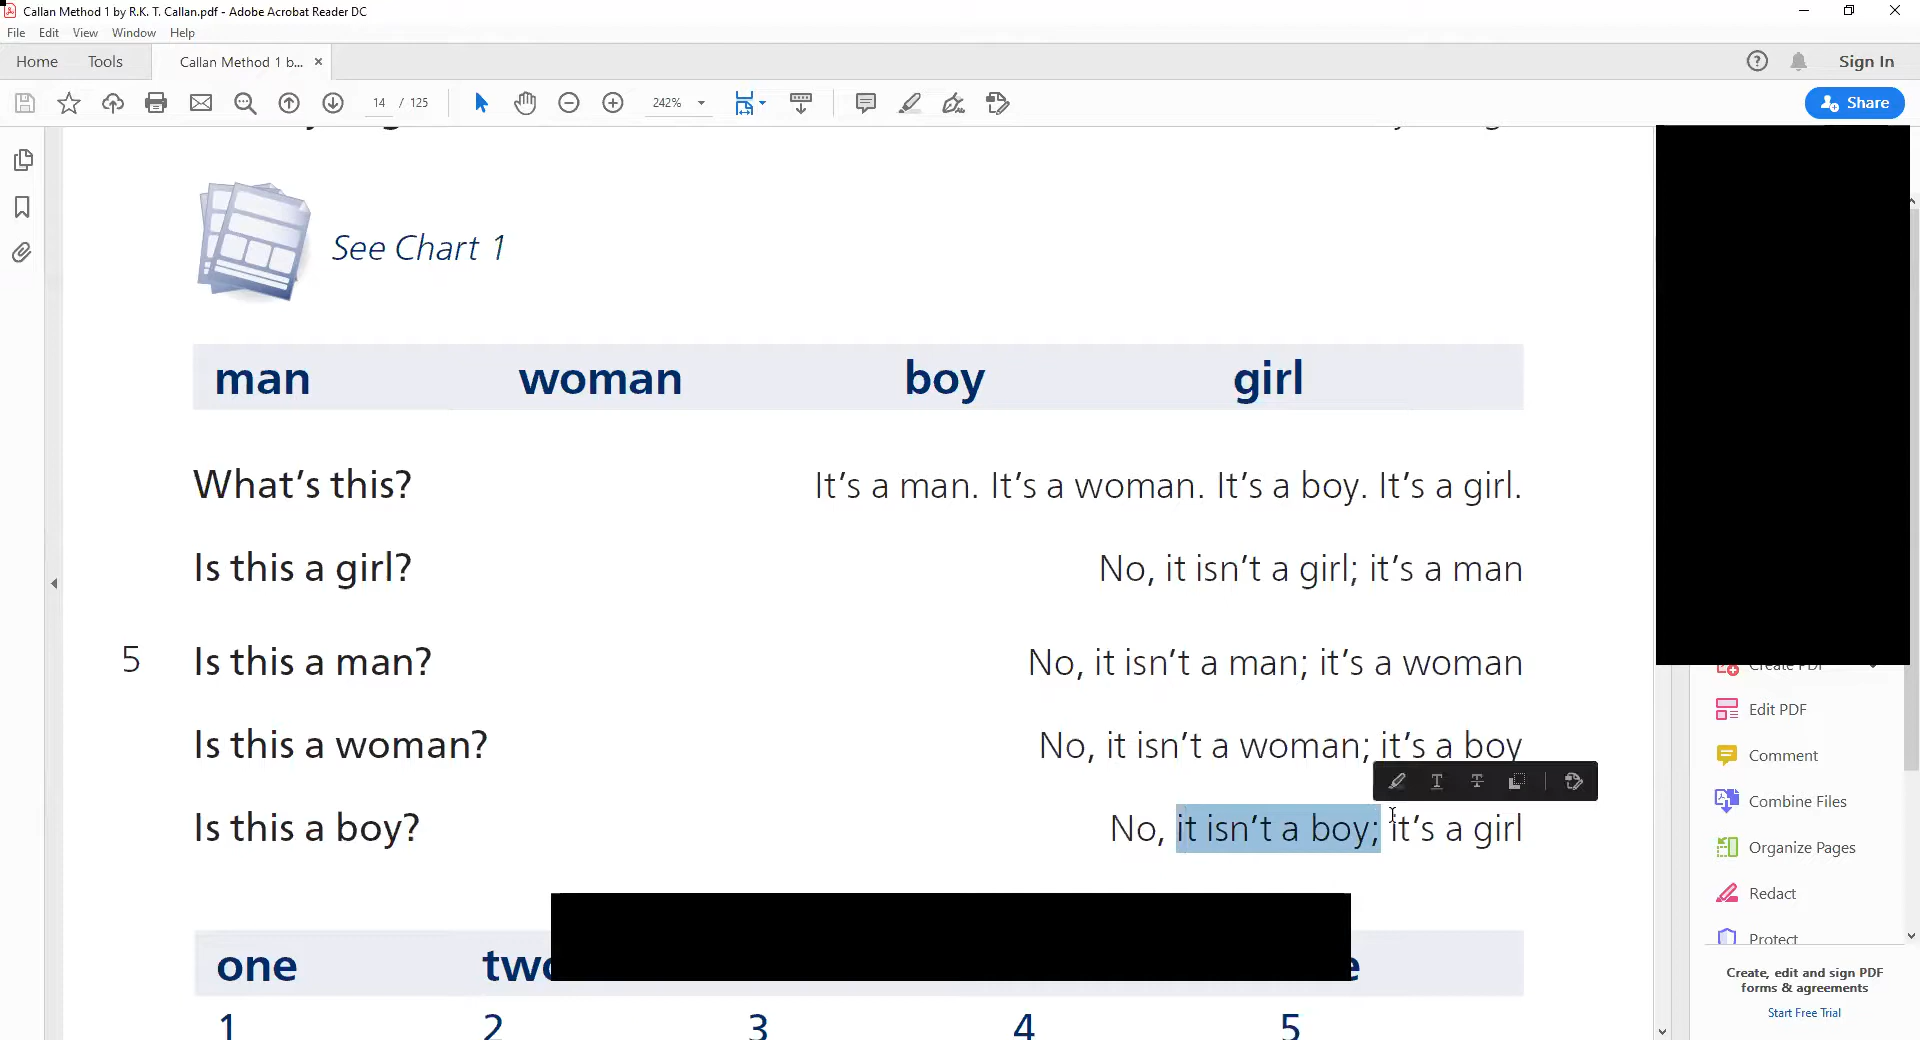 Callan Method 1 by R.K. T. Callan.pdf - Adobe Acrobat Reader DC
File Edit View Window Help
Home Tools Callan Method 1 b... ×
Sign In
14 / 125 242%
Share
See Chart 1
man woman boy girl
What's this? It's a man. It's a woman. It's a boy. It's a girl.
Is this a girl? No, it isn't a girl; it's a man
5 Is this a man? No, it isn't a man; it's a woman
Is this a woman? No, it isn't a woman; it's a boy
Is this a boy? No, it isn't a boy; it's a girl
one
1 2 3 4 5
Create PDF
Edit PDF
Comment
Combine Files
Organize Pages
Redact
Protect
Create, edit and sign PDF
forms & agreements
Start Free Trial